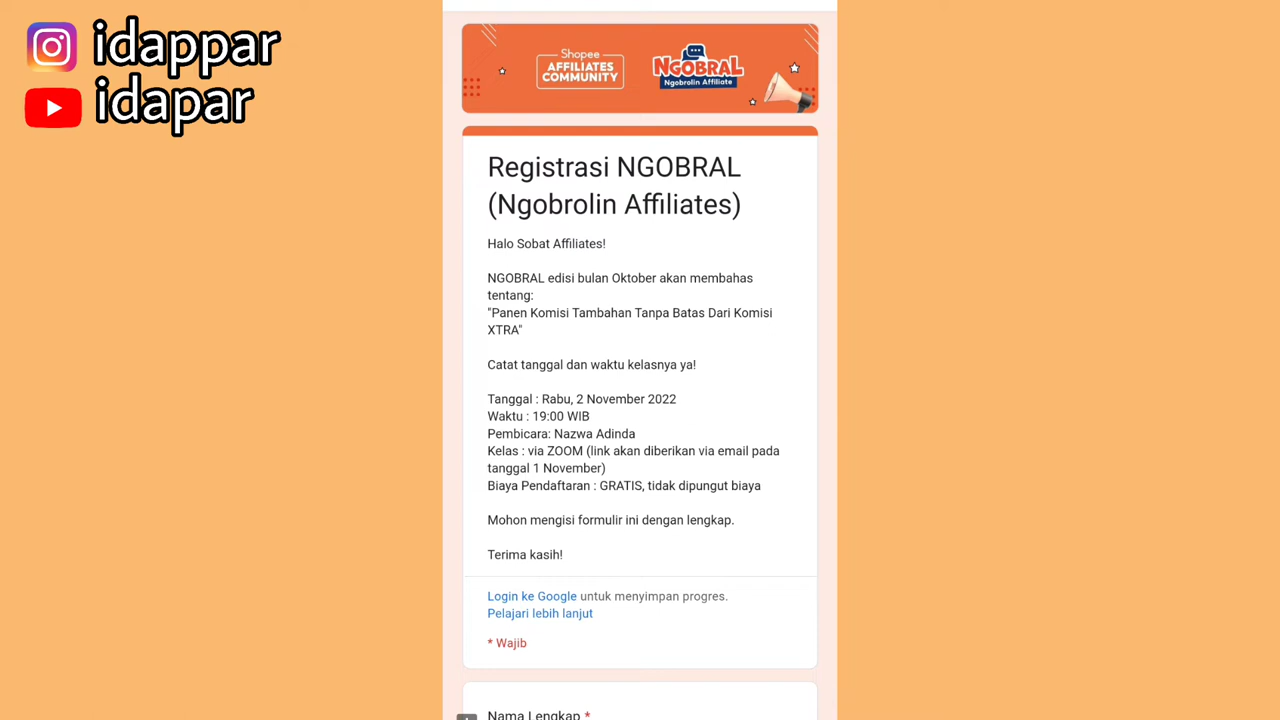 idappar
idapar
Shopee
AFFILIATES
COMMUNITY
NGOBRAL
Ngobrolin Affiliate
Registrasi NGOBRAL
(Ngobrolin Affiliates)
Halo Sobat Affiliates!
NGOBRAL edisi bulan Oktober akan membahas
tentang:
"Panen Komisi Tambahan Tanpa Batas Dari Komisi
XTRA"
Catat tanggal dan waktu kelasnya ya!
Tanggal : Rabu, 2 November 2022
Waktu : 19:00 WIB
Pembicara: Nazwa Adinda
Kelas : via ZOOM (link akan diberikan via email pada
tanggal 1 November)
Biaya Pendaftaran : GRATIS, tidak dipungut biaya
Mohon mengisi formulir ini dengan lengkap.
Terima kasih!
Login ke Google untuk menyimpan progres.
Pelajari lebih lanjut
* Wajib
Nama Lengkap *